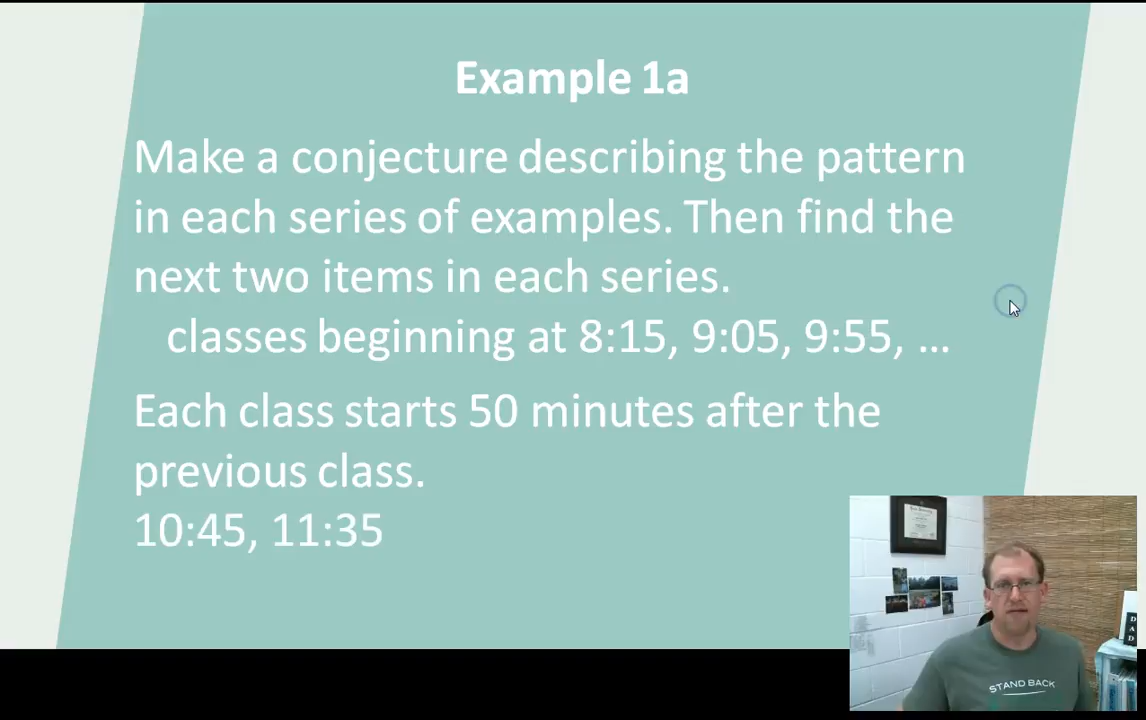 Example 1a
Make a conjecture describing the pattern
in each series of examples. Then find the
next two items in each series.
classes beginning at 8:15, 9:05, 9:55, ...
Each class starts 50 minutes after the
previous class.
10:45, 11:35
STAND BACK
DAD